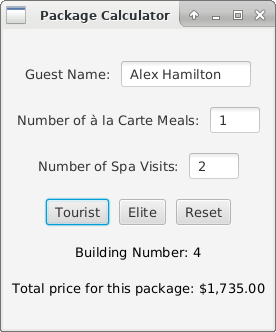 Package Calculator
Guest Name: Alex Hamilton
Number of à la Carte Meals: 1
Number of Spa Visits: 2
Tourist Elite Reset
Building Number: 4
Total price for this package: $1,735.00